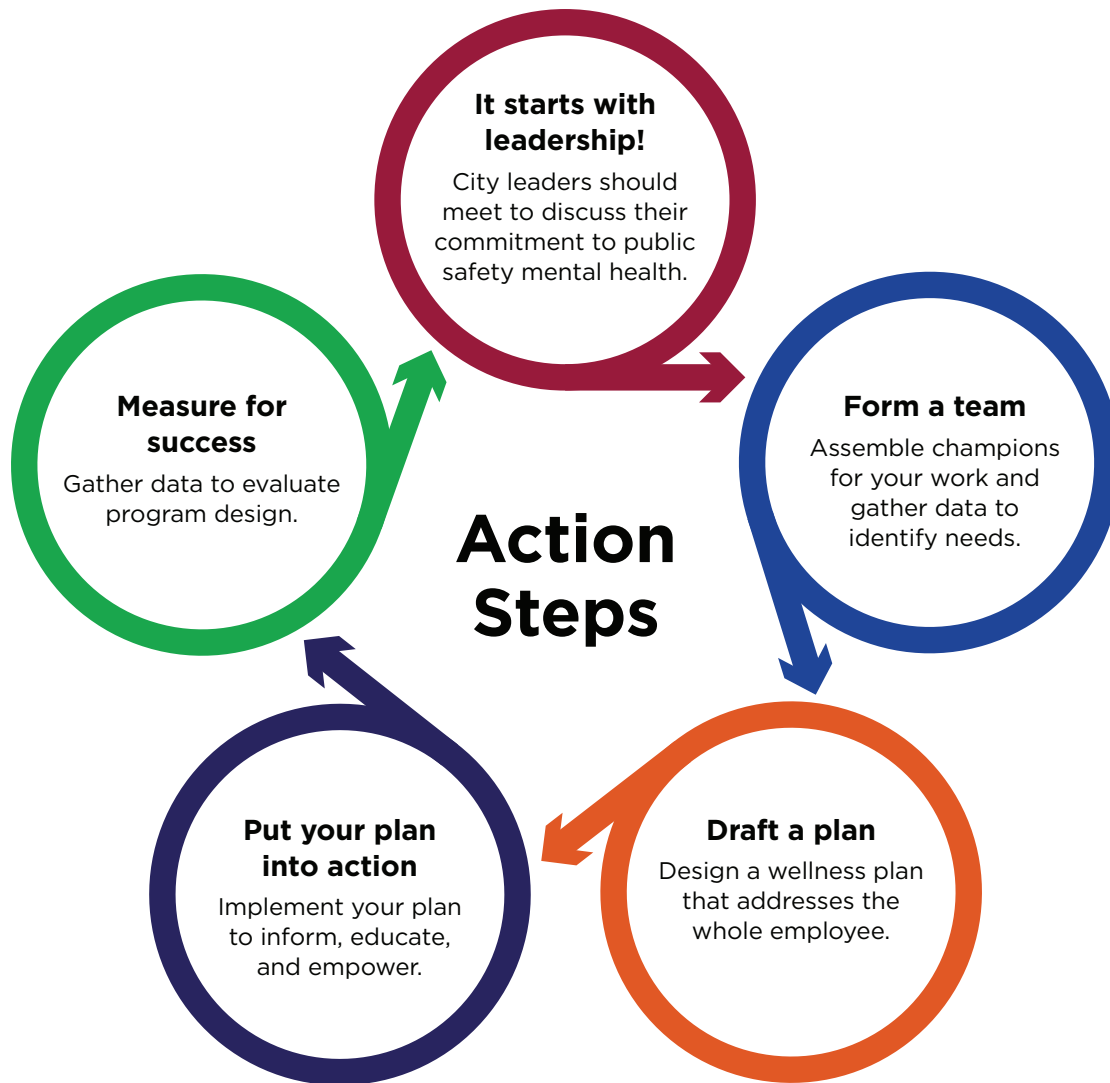 It starts with
leadership!
City leaders should
meet to discuss their
commitment to public
safety mental health.
Form a team
Assemble champions
for your work and
gather data to
identify needs.
Draft a plan
Design a wellness plan
that addresses the
whole employee.
Put your plan
into action
Implement your plan
to inform, educate,
and empower.
Measure for
success
Gather data to evaluate
program design.
Action
Steps